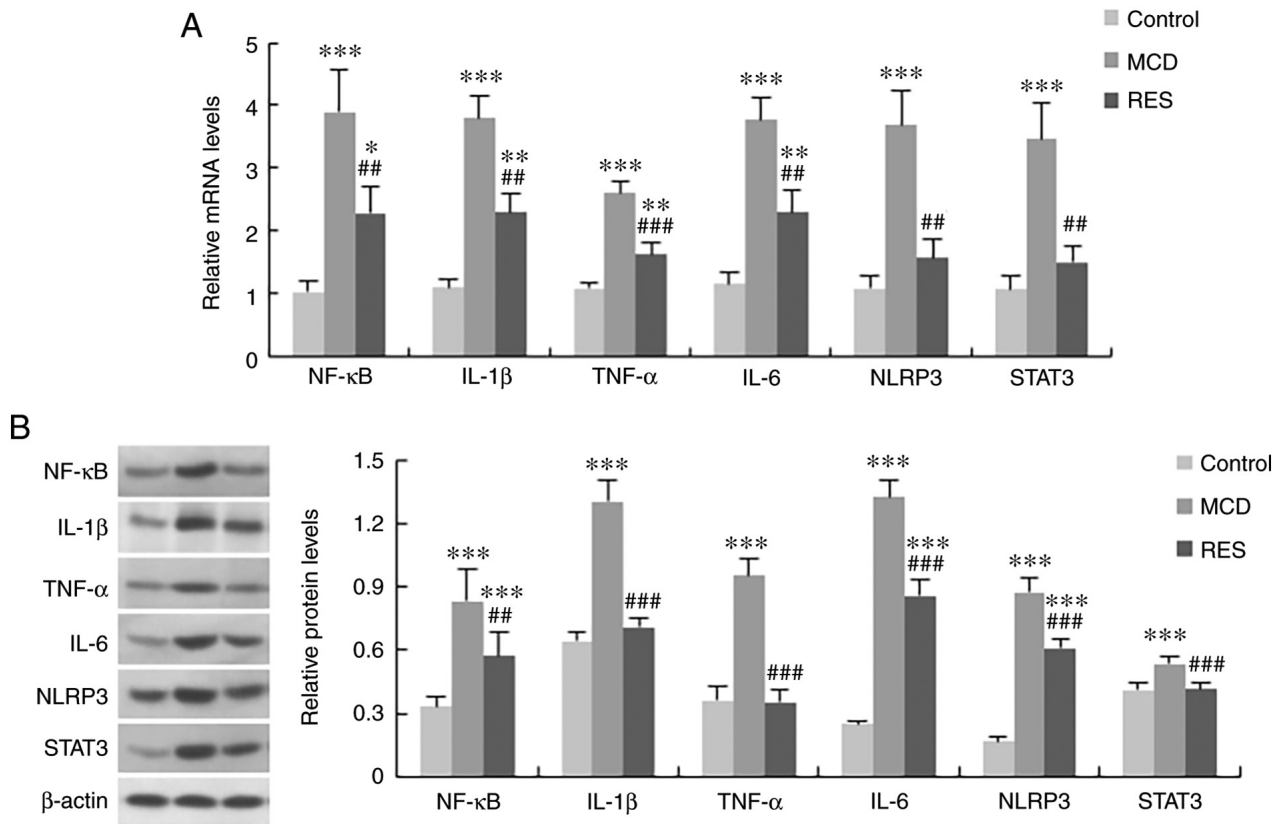 A
Control
MCD
RES
Relative mRNA levels
5
4
3
2
1
0
***
*
##
***
**
##
***
**
###
***
**
##
***
##
***
##
NF-κB IL-1β TNF-α IL-6 NLRP3 STAT3
B
NF-κB
IL-1β
TNF-α
IL-6
NLRP3
STAT3
β-actin
Control
MCD
RES
Relative protein levels
1.5
1.2
0.9
0.6
0.3
0
***
***
##
***
###
***
###
***
***
###
***
***
###
***
###
NF-κB IL-1β TNF-α IL-6 NLRP3 STAT3